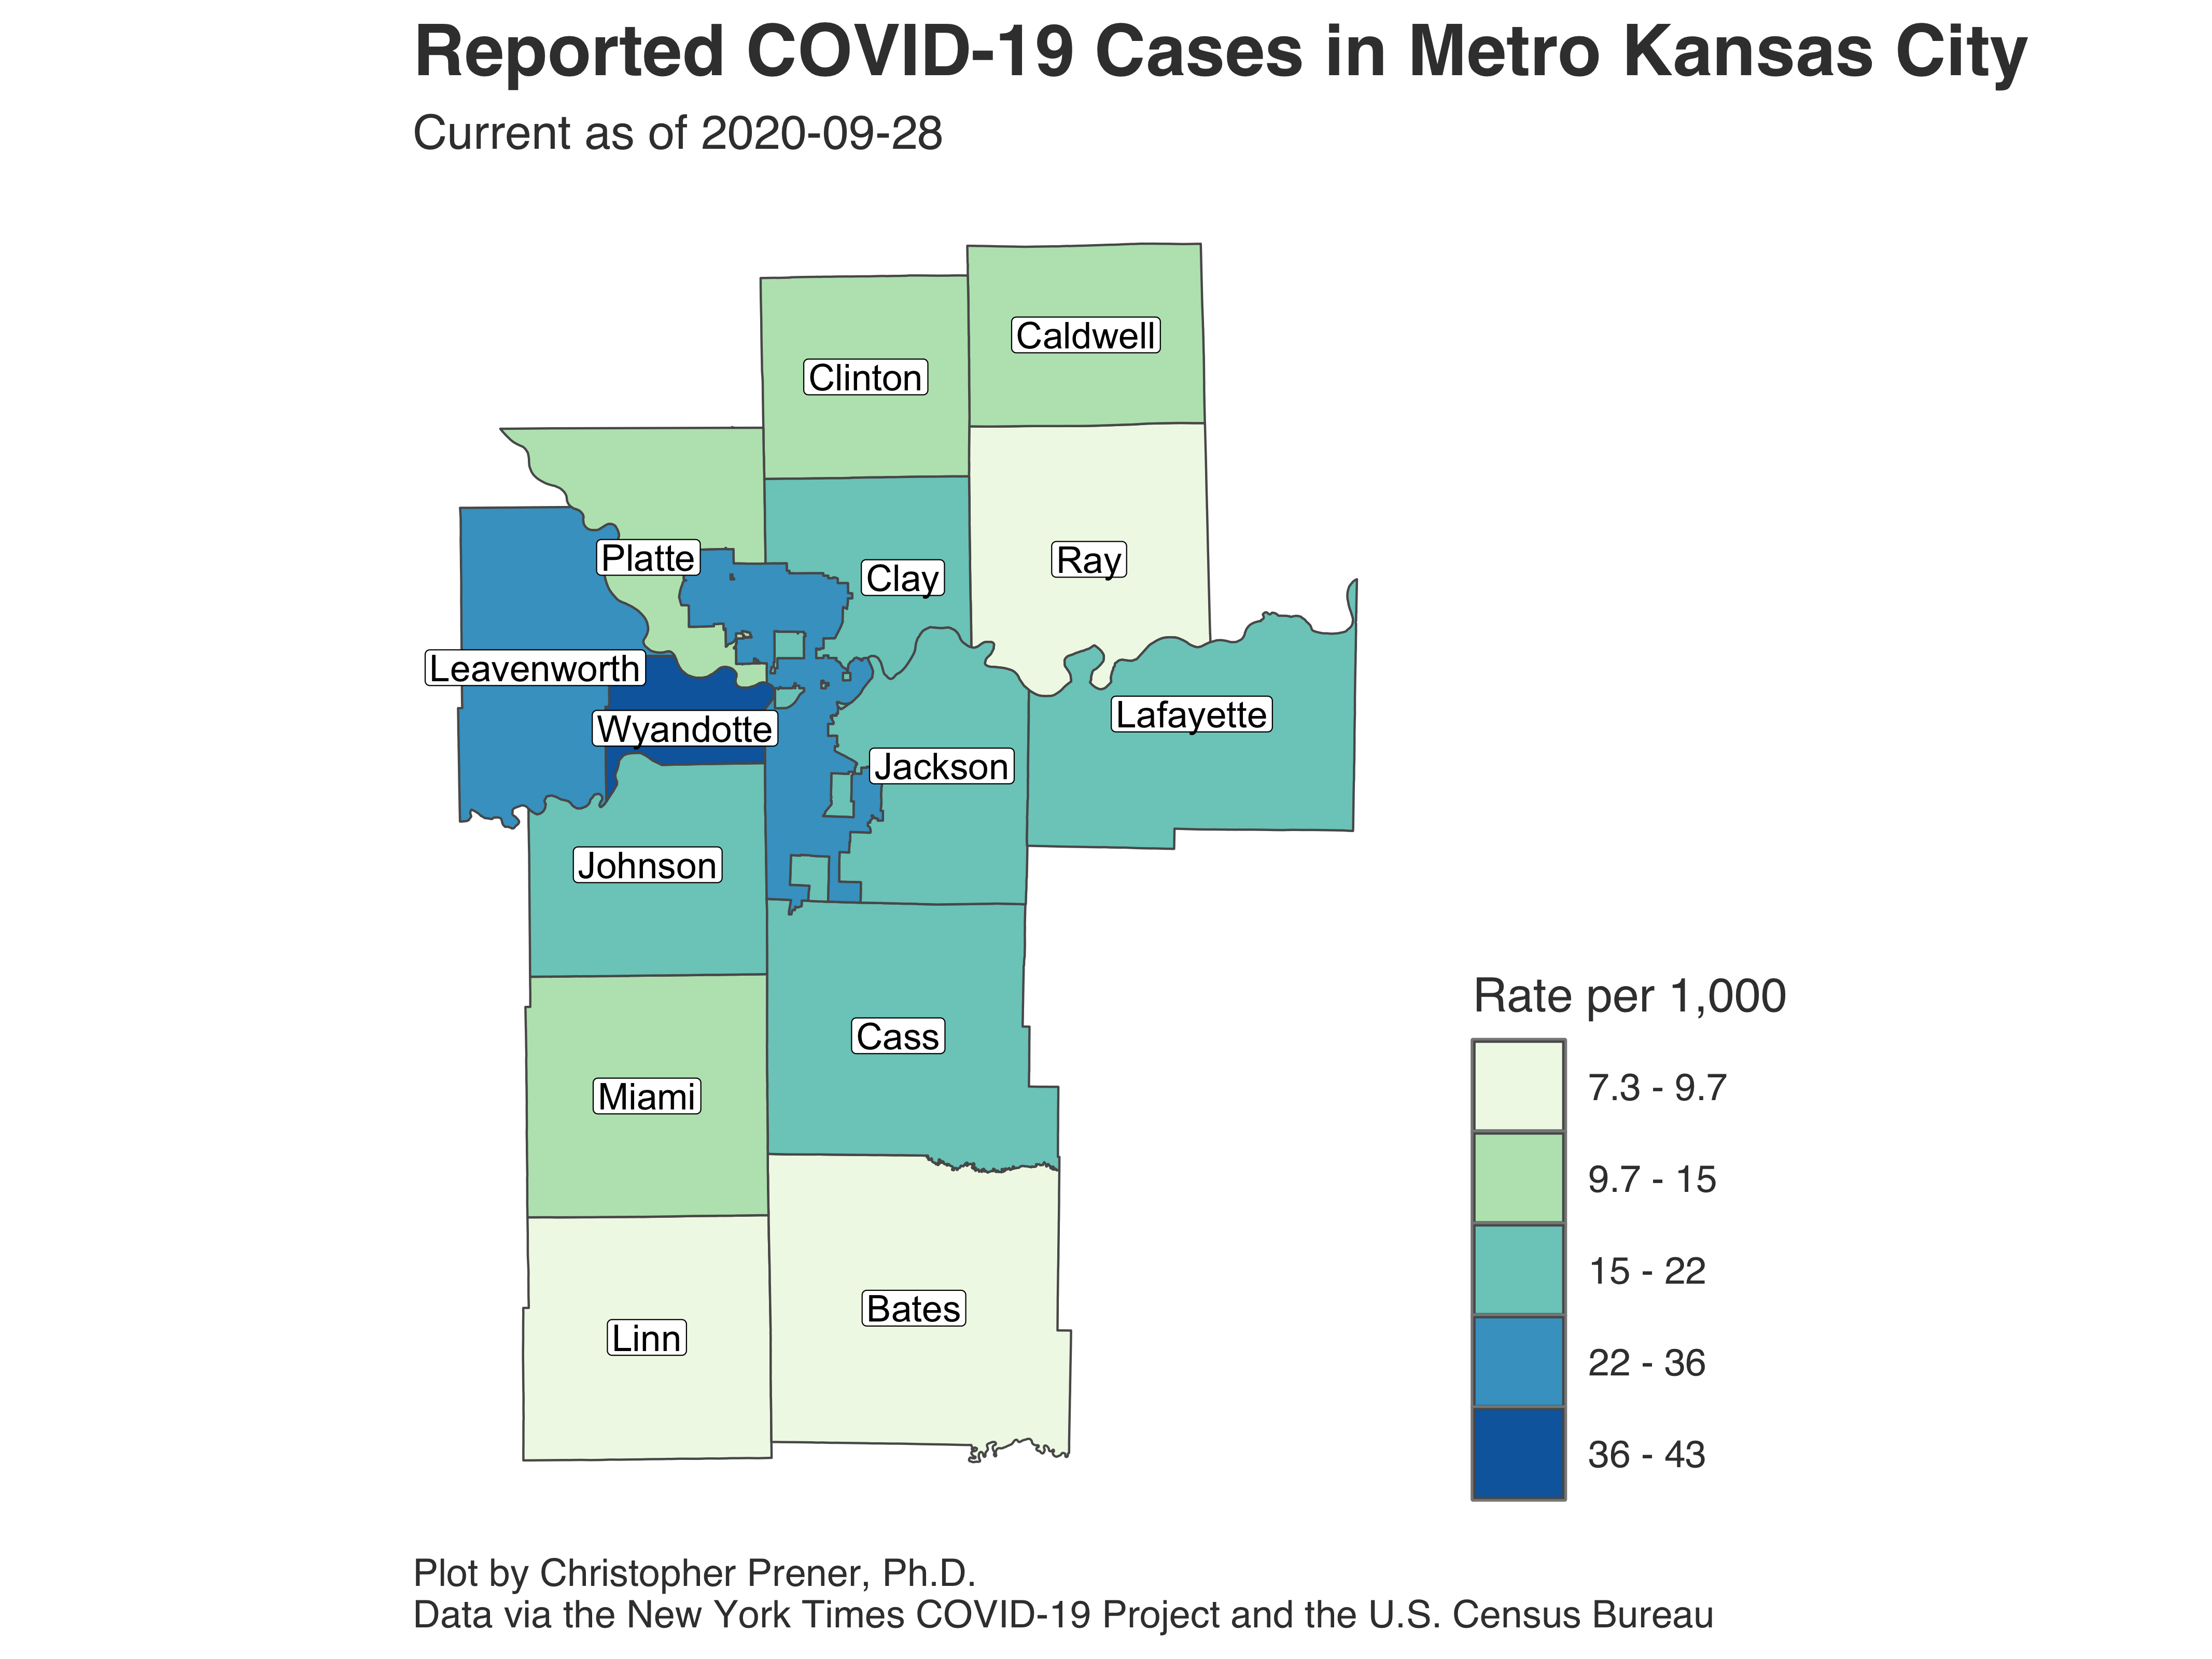 Reported COVID-19 Cases in Metro Kansas City
Current as of 2020-09-28
Caldwell
Clinton
Platte
Clay
Ray
Leavenworth
Wyandotte
Lafayette
Jackson
Johnson
Cass
Miami
Bates
Linn
Rate per 1,000
7.3 - 9.7
9.7 - 15
15 - 22
22 - 36
36 - 43
Plot by Christopher Prener, Ph.D.
Data via the New York Times COVID-19 Project and the U.S. Census Bureau